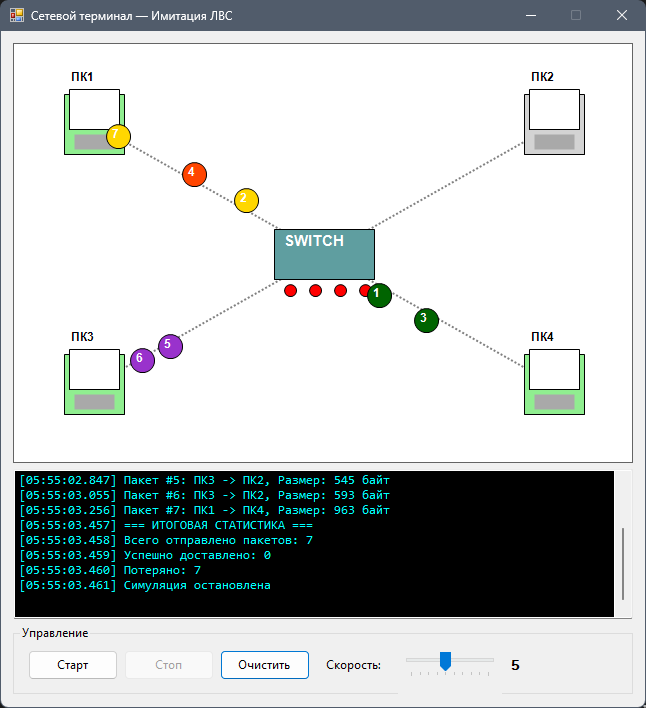 Сетевой терминал — Имитация ЛВС
ПК1
ПК2
7
4
2
SWITCH
1
3
5
6
ПК3
ПК4
[05:55:02.847] Пакет #5: ПК3 -> ПК2, Размер: 545 байт
[05:55:03.055] Пакет #6: ПК3 -> ПК2, Размер: 593 байт
[05:55:03.256] Пакет #7: ПК1 -> ПК4, Размер: 963 байт
[05:55:03.457] === ИТОГОВАЯ СТАТИСТИКА ===
[05:55:03.458] Всего отправлено пакетов: 7
[05:55:03.459] Успешно доставлено: 0
[05:55:03.460] Потеряно: 7
[05:55:03.461] Симуляция остановлена
Управление
Старт
Стоп
Очистить
Скорость:
5